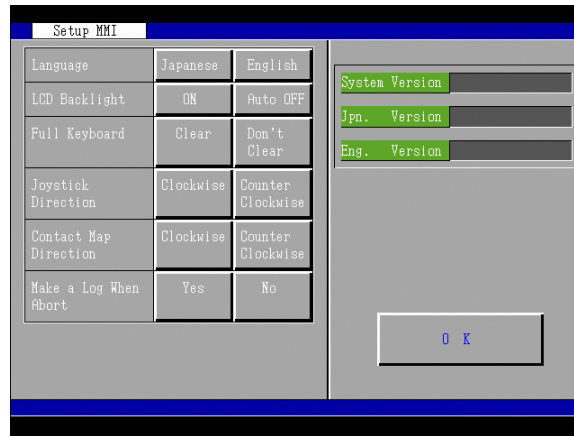 Setup MMI
Language Japanese English
LCD Backlight ON Auto OFF
Full Keyboard Clear Don't
Clear
Joystick Clockwise Counter
Direction Clockwise
Contact Map Clockwise Counter
Direction Clockwise
Make a Log When Yes No
Abort
System Version
Jpn. Version
Eng. Version
O K